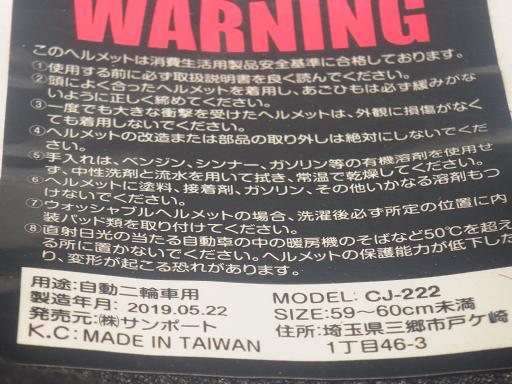 WARNING
このヘルメットは消費生活用製品安全基準に合格しております。
①使用する前に必ず取扱説明書を良く読んでください。
②頭によく合ったヘルメットを着用し、あごひもは必ず緩みがな
いように正しく締めてください。
③一度でも大きな衝撃を受けたヘルメットは、外観に損傷がなく
ても着用しないでください。
④ヘルメットの改造または部品の取り外しは絶対にしないでくだ
さい。
⑤手入れは、ベンジン、シンナー、ガソリン等の有機溶剤を使用せ
ず、中性洗剤と流水を用いて拭き、常温で乾燥してください。
⑥ヘルメットに塗料、接着剤、ガソリン、その他いかなる溶剤もつ
けないでください。
⑦ウォッシャブルヘルメットの場合、洗濯後必ず所定の位置に内
装パッド類を取り付けてください。
⑧直射日光の当たる自動車の中の暖房機のそばなど50℃を超え
る所に置かないでください。ヘルメットの保護能力が低下した
り、変形が起こる恐れがあります。
用途:自動二輪車用
製造年月: 2019.05.22
発売元:㈱サンポート
K.C:MADE IN TAIWAN
MODEL: CJ-222
SIZE:59～60cm未満
住所:埼玉県三郷市戸ケ崎
1丁目46-3